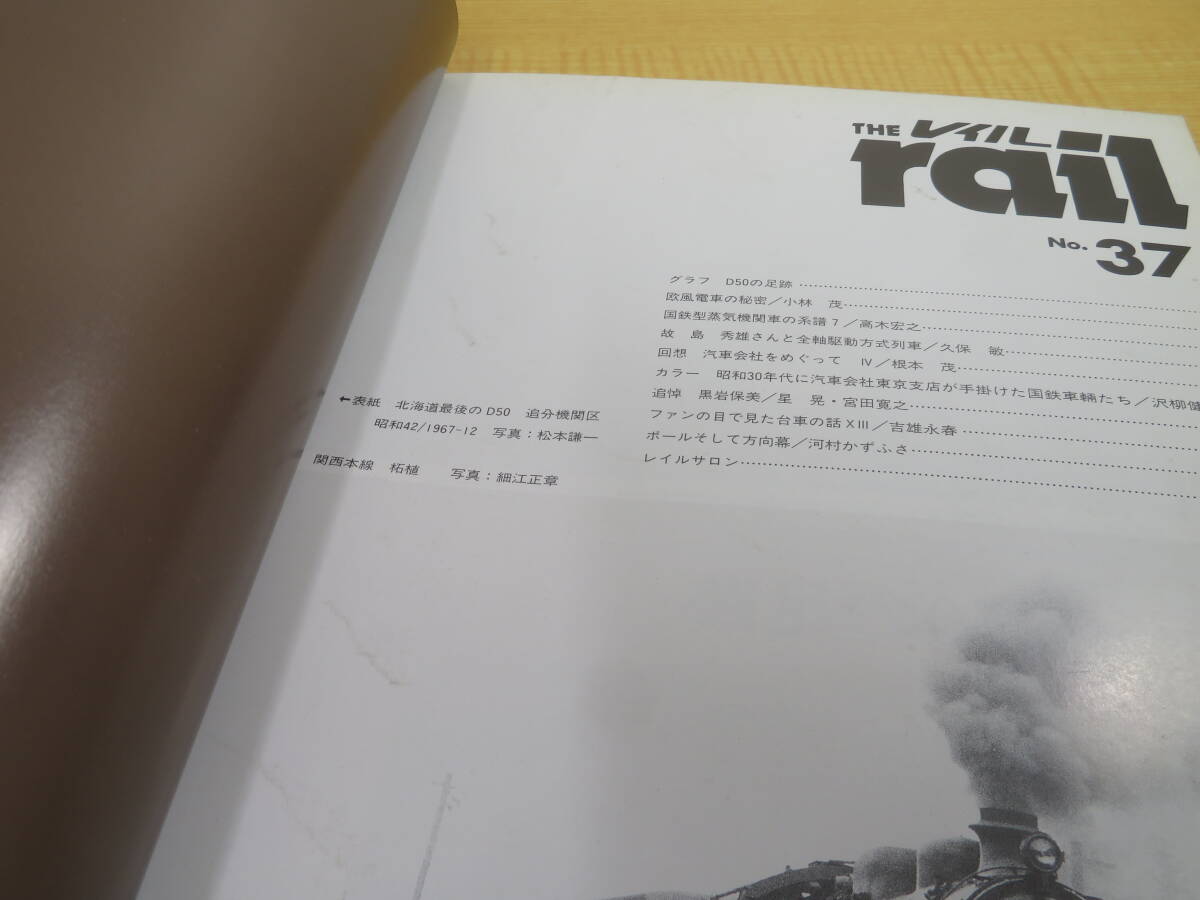 THE レイル
rail
No. 37
グラフ D50の足跡
欧風電車の秘密／小林 茂
国鉄型蒸気機関車の系譜7／高木宏之
故 島 秀雄さんと全軸駆動方式列車／久保 敏
回想 汽車会社をめぐって Ⅳ／根本 茂
カラー 昭和30年代に汽車会社東京支店が手掛けた国鉄車輛たち／沢柳健
追悼 黒岩保美／星 晃・宮田寛之
ファンの目で見た台車の話XIII／吉雄永春
ポールそして方向幕／河村かずふさ
レイルサロン
←表紙 北海道最後のD50 追分機関区
昭和42/1967-12 写真：松本謙一
関西本線 柘植 写真：細江正章